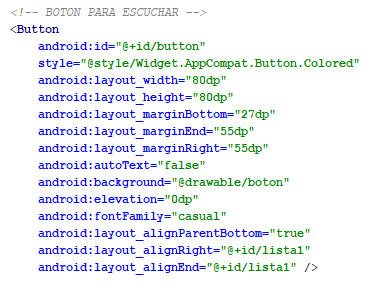 <!-- BOTON PARA ESCUCHAR -->
<Button
android:id="@+id/button"
style="@style/Widget.AppCompat.Button.Colored"
android:layout_width="80dp"
android:layout_height="80dp"
android:layout_marginBottom="27dp"
android:layout_marginEnd="55dp"
android:layout_marginRight="55dp"
android:autoText="false"
android:background="@drawable/boton"
android:elevation="0dp"
android:fontFamily="casual"
android:layout_alignParentBottom="true"
android:layout_alignRight="@+id/lista1"
android:layout_alignEnd="@+id/lista1" />